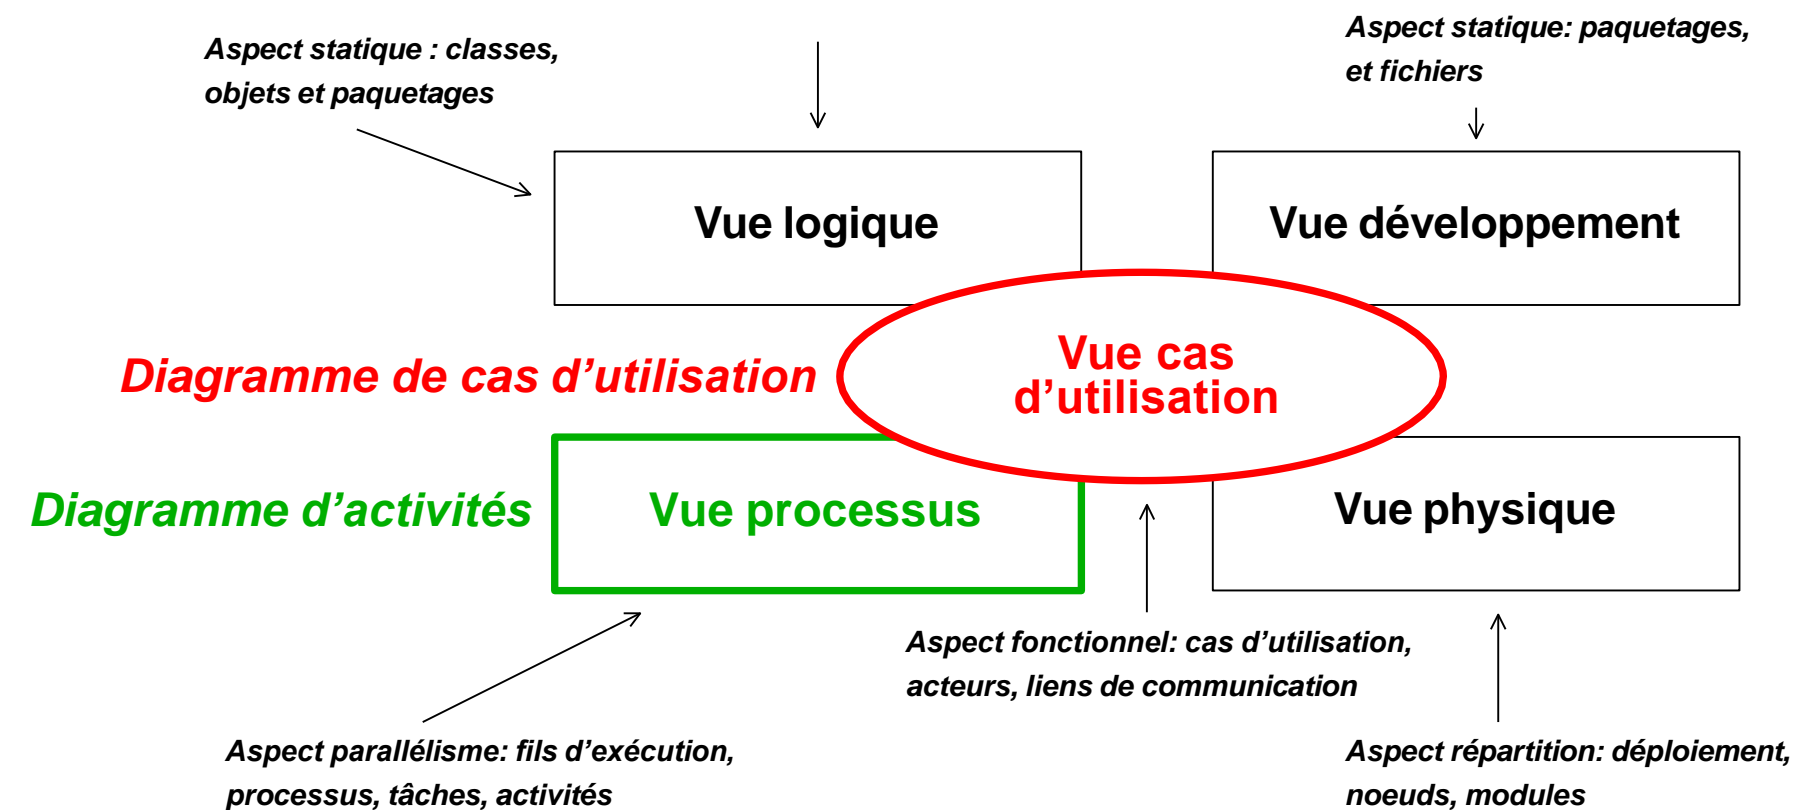 Aspect statique : classes,
objets et paquetages
Aspect statique: paquetages,
et fichiers
Vue logique
Vue développement
Diagramme de cas d’utilisation
Vue cas
d’utilisation
Diagramme d’activités
Vue processus
Vue physique
Aspect fonctionnel: cas d’utilisation,
acteurs, liens de communication
Aspect parallélisme: fils d’exécution,
processus, tâches, activités
Aspect répartition: déploiement,
noeuds, modules